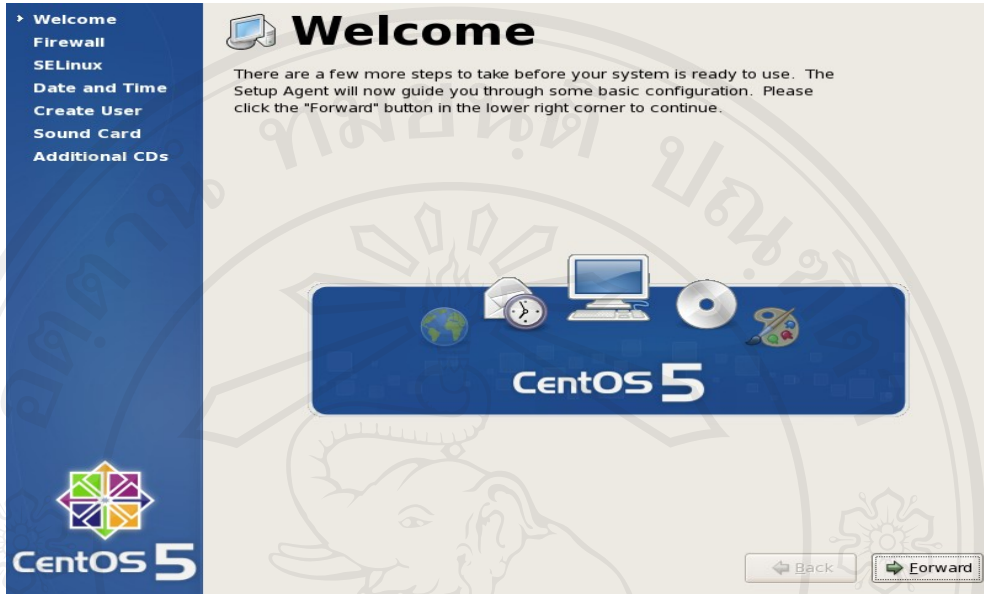 Welcome
Firewall
SELinux
Date and Time
Create User
Sound Card
Additional CDs
Welcome
There are a few more steps to take before your system is ready to use. The
Setup Agent will now guide you through some basic configuration. Please
click the "Forward" button in the lower right corner to continue.
CentOS 5
CentOS 5
Back
Forward